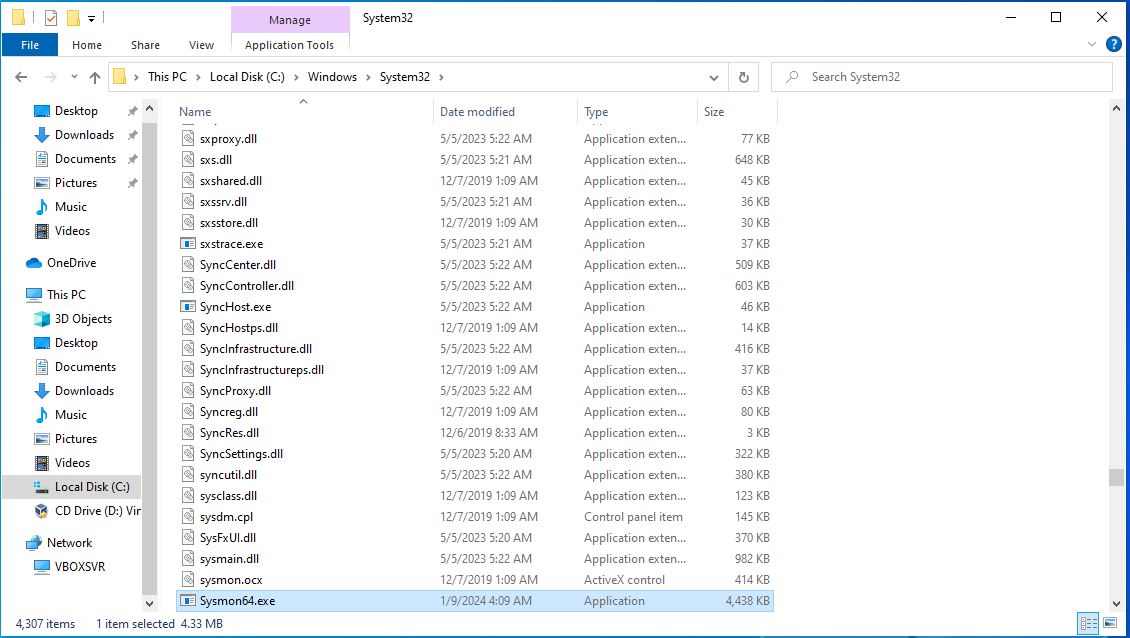 Manage
System32
File
Home
Share
View
Application Tools
This PC
Local Disk (C:)
Windows
System32
Search System32
Desktop
Downloads
Documents
Pictures
Music
Videos
OneDrive
This PC
3D Objects
Desktop
Documents
Downloads
Music
Pictures
Videos
Local Disk (C:)
CD Drive (D:) Vir
Network
VBOXSVR
Name Date modified Type Size
sxproxy.dll 5/5/2023 5:22 AM Application exten... 77 KB
sxs.dll 5/5/2023 5:21 AM Application exten... 648 KB
sxshared.dll 12/7/2019 1:09 AM Application exten... 45 KB
sxssrv.dll 5/5/2023 5:21 AM Application exten... 36 KB
sxsstore.dll 12/7/2019 1:09 AM Application exten... 30 KB
sxstrace.exe 5/5/2023 5:21 AM Application 37 KB
SyncCenter.dll 5/5/2023 5:22 AM Application exten... 509 KB
SyncController.dll 5/5/2023 5:22 AM Application exten... 603 KB
SyncHost.exe 5/5/2023 5:22 AM Application 46 KB
SyncHostps.dll 12/7/2019 1:09 AM Application exten... 14 KB
SyncInfrastructure.dll 5/5/2023 5:22 AM Application exten... 416 KB
SyncInfrastructureps.dll 12/7/2019 1:09 AM Application exten... 37 KB
SyncProxy.dll 5/5/2023 5:22 AM Application exten... 63 KB
Syncreg.dll 12/7/2019 1:09 AM Application exten... 80 KB
SyncRes.dll 12/6/2019 8:33 AM Application exten... 3 KB
SyncSettings.dll 5/5/2023 5:20 AM Application exten... 322 KB
syncutil.dll 5/5/2023 5:22 AM Application exten... 380 KB
sysclass.dll 12/7/2019 1:09 AM Application exten... 123 KB
sysdm.cpl 12/7/2019 1:09 AM Control panel item 145 KB
SysFxUI.dll 5/5/2023 5:20 AM Application exten... 370 KB
sysmain.dll 5/5/2023 5:22 AM Application exten... 982 KB
sysmon.ocx 12/7/2019 1:09 AM ActiveX control 414 KB
Sysmon64.exe 1/9/2024 4:09 AM Application 4,438 KB
4,307 items 1 item selected 4.33 MB